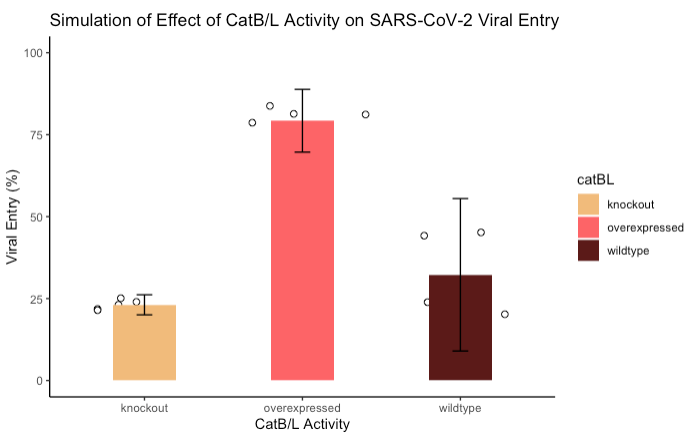 Simulation of Effect of CatB/L Activity on SARS-CoV-2 Viral Entry
100
75
50
25
0
Viral Entry (%)
knockout overexpressed wildtype
CatB/L Activity
catBL
knockout
overexpressed
wildtype